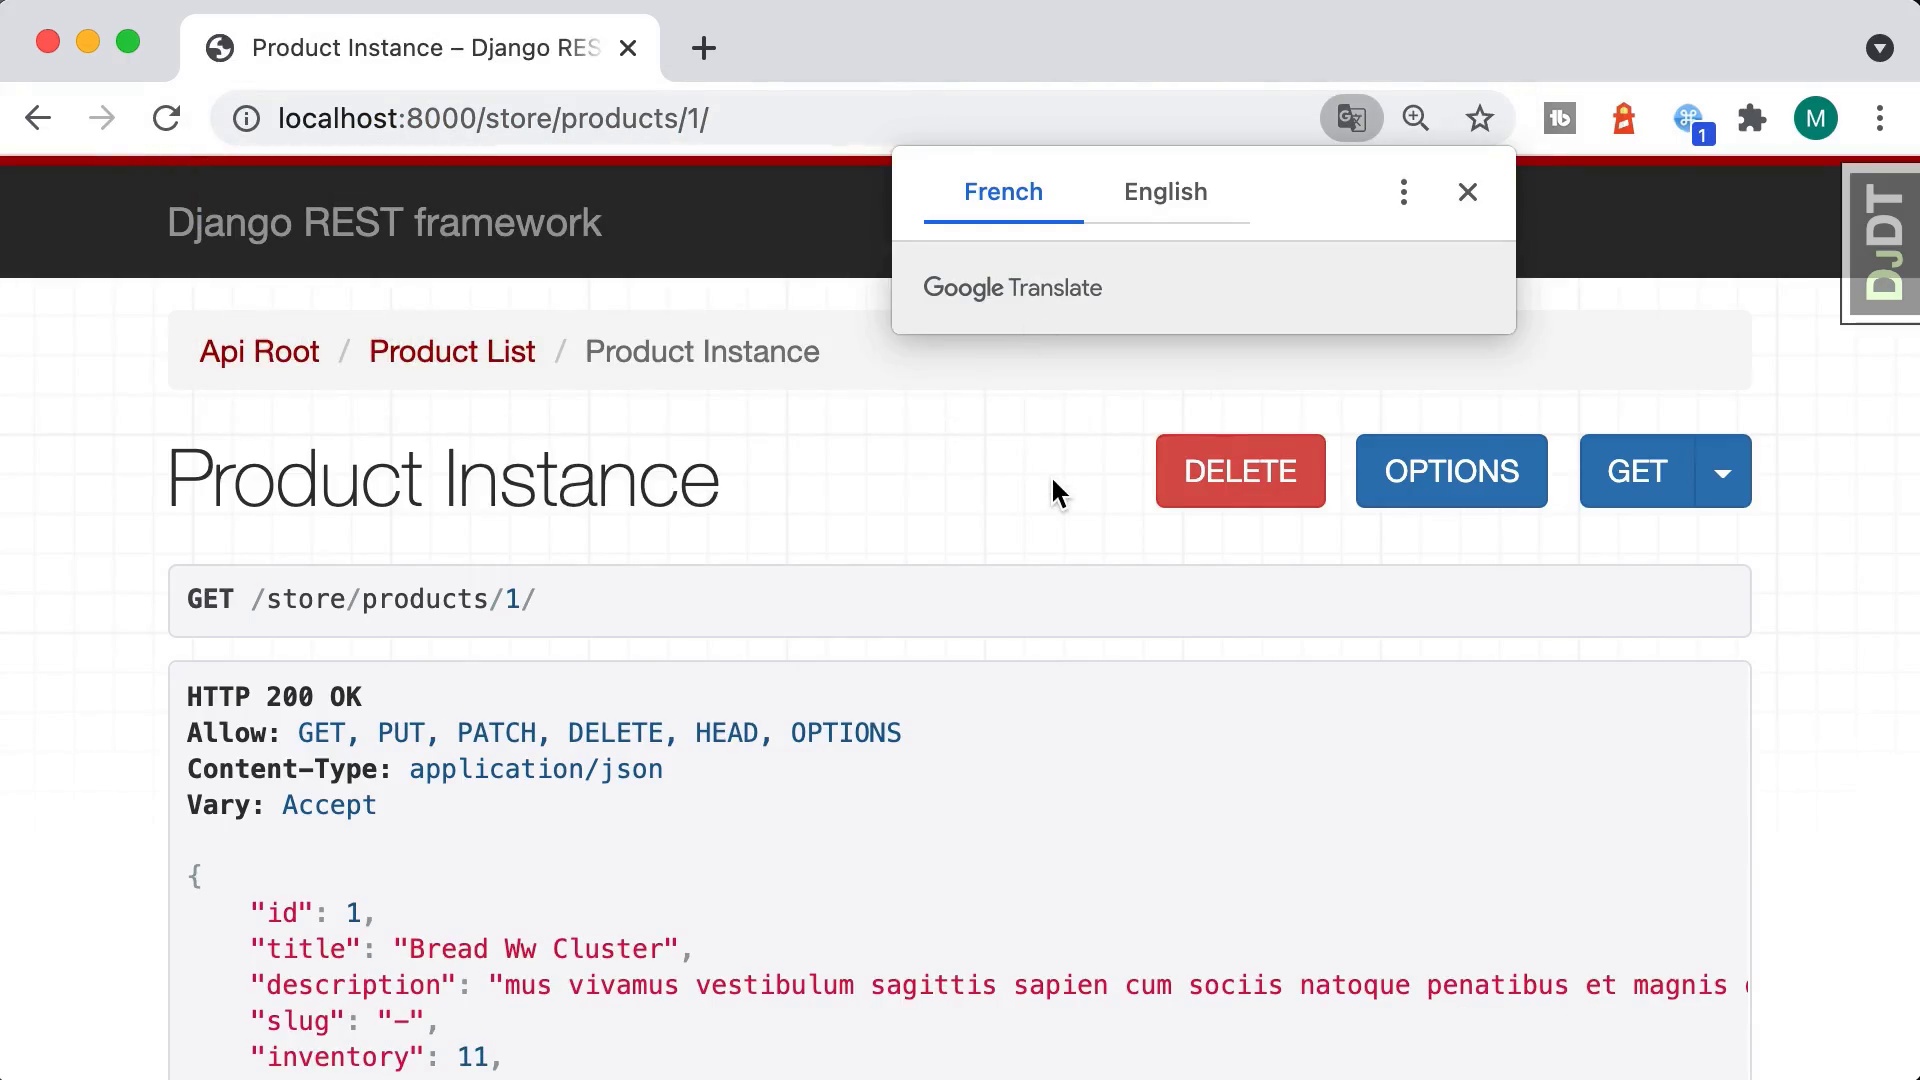 Product Instance – Django RES
localhost:8000/store/products/1/
1
M
French English
Google Translate
Django REST framework
DJDT
Api Root / Product List / Product Instance
Product Instance
DELETE OPTIONS GET
GET /store/products/1/
HTTP 200 OK
Allow: GET, PUT, PATCH, DELETE, HEAD, OPTIONS
Content-Type: application/json
Vary: Accept
{
"id": 1,
"title": "Bread Ww Cluster",
"description": "mus vivamus vestibulum sagittis sapien cum sociis natoque penatibus et magnis
"slug": "-",
"inventory": 11,